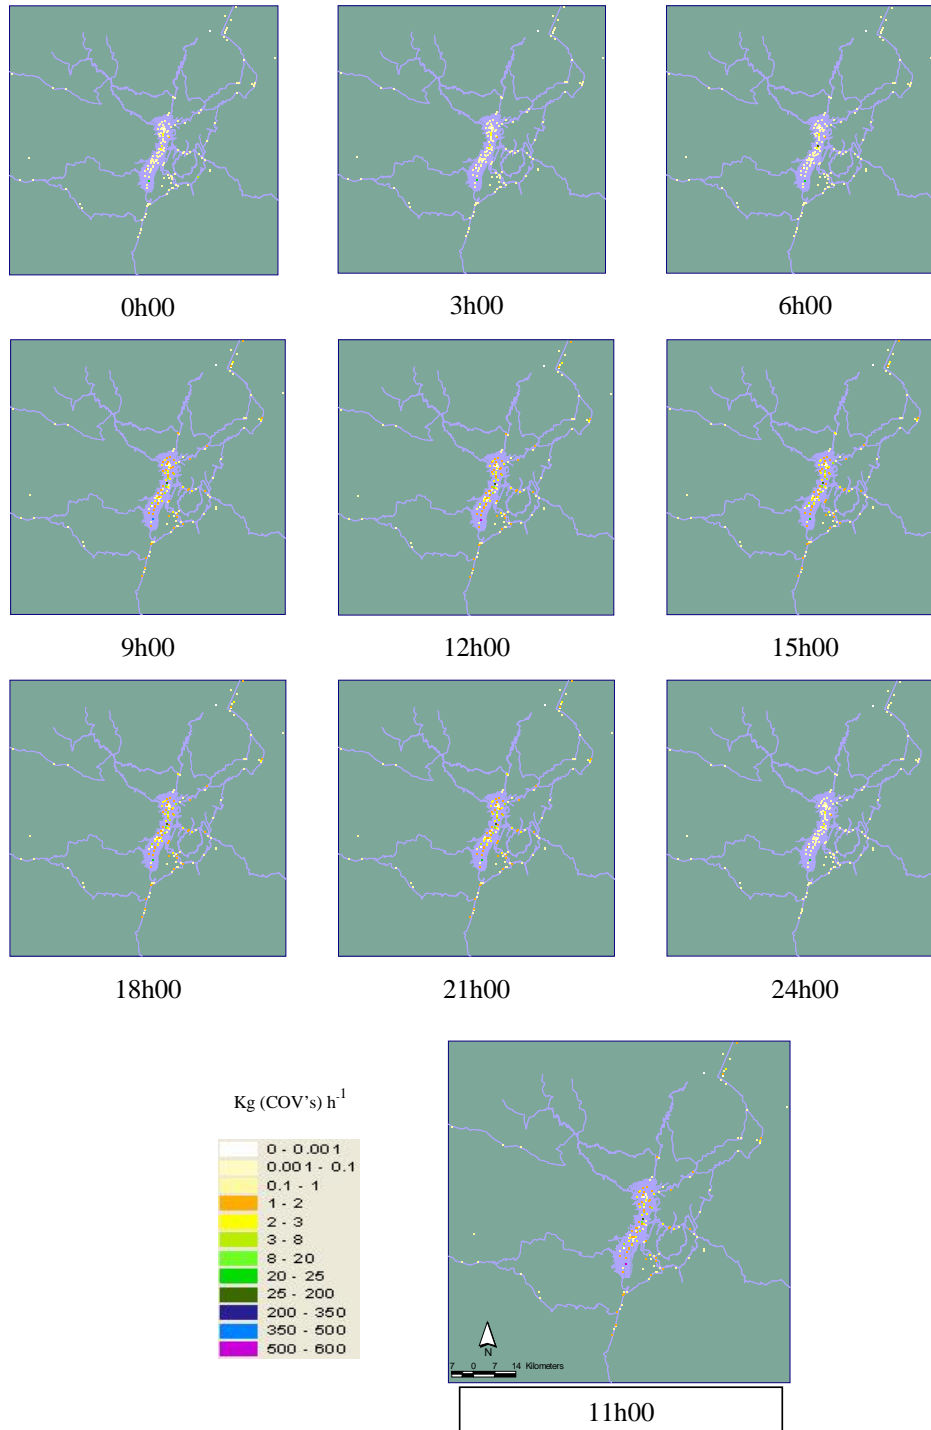 0h00
3h00
6h00
9h00
12h00
15h00
18h00
21h00
24h00
Kg (COV's) h-1
0 - 0.001
0.001 - 0.1
0.1 - 1
1 - 2
2 - 3
3 - 8
8 - 20
20 - 25
25 - 200
200 - 350
350 - 500
500 - 600
N
7 0 7 14 Kilometers
11h00